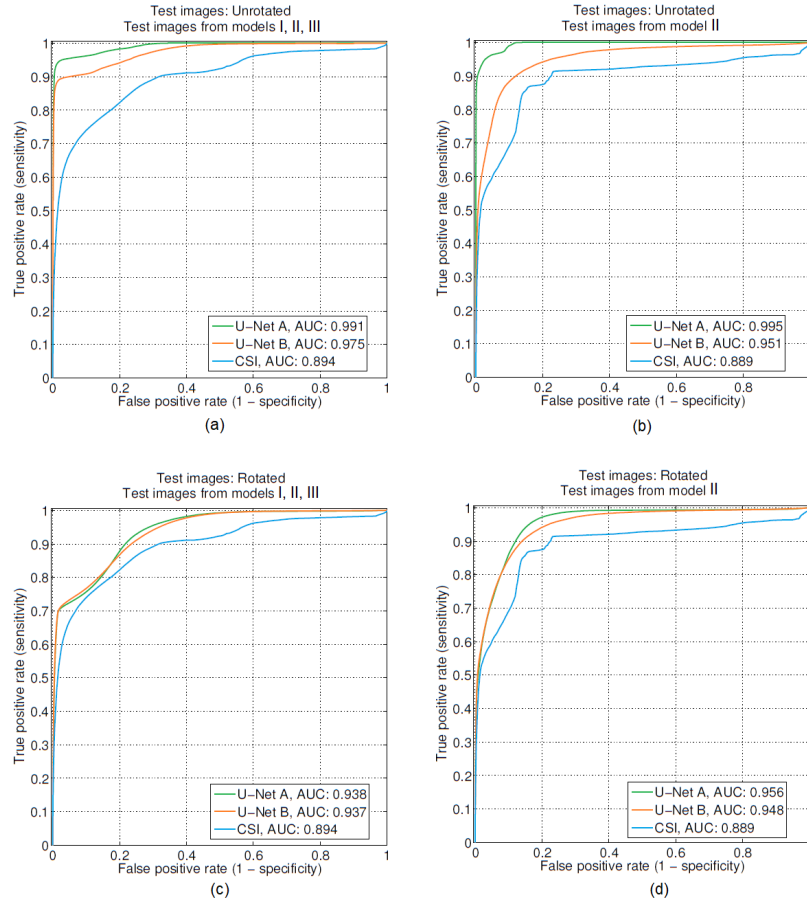 Test images: Unrotated
Test images from models I, II, III
1
0.9
0.8
0.7
0.6
0.5
0.4
0.3
0.2
0.1
0
True positive rate (sensitivity)
U-Net A, AUC: 0.991
U-Net B, AUC: 0.975
CSI, AUC: 0.894
0 0.2 0.4 0.6 0.8 1
False positive rate (1 − specificity)
(a)
Test images: Unrotated
Test images from model II
1
0.9
0.8
0.7
0.6
0.5
0.4
0.3
0.2
0.1
0
True positive rate (sensitivity)
U-Net A, AUC: 0.995
U-Net B, AUC: 0.951
CSI, AUC: 0.889
0 0.2 0.4 0.6 0.8
False positive rate (1 − specificity)
(b)
Test images: Rotated
Test images from models I, II, III
1
0.9
0.8
0.7
0.6
0.5
0.4
0.3
0.2
0.1
0
True positive rate (sensitivity)
U-Net A, AUC: 0.938
U-Net B, AUC: 0.937
CSI, AUC: 0.894
0 0.2 0.4 0.6 0.8 1
False positive rate (1 − specificity)
(c)
Test images: Rotated
Test images from model II
1
0.9
0.8
0.7
0.6
0.5
0.4
0.3
0.2
0.1
0
True positive rate (sensitivity)
U-Net A, AUC: 0.956
U-Net B, AUC: 0.948
CSI, AUC: 0.889
0 0.2 0.4 0.6 0.8
False positive rate (1 − specificity)
(d)